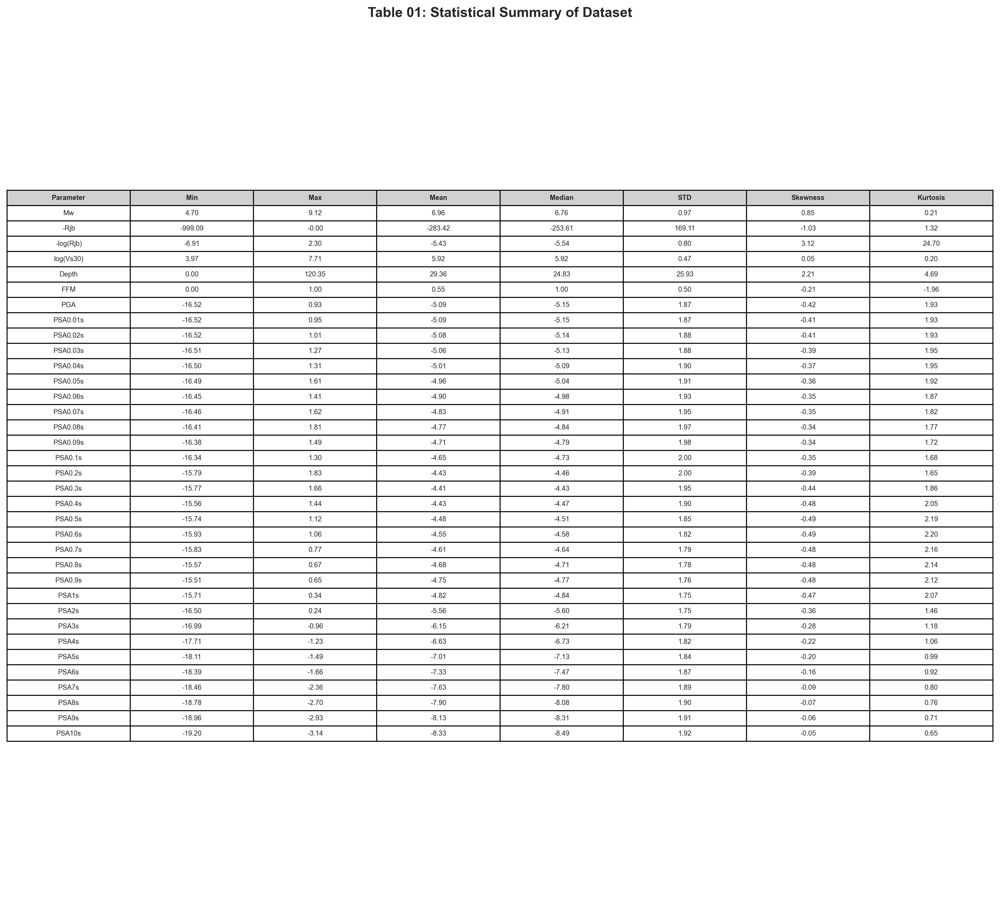 Table 01: Statistical Summary of Dataset
Parameter Min Max Mean Median STD Skewness Kurtosis
Mw 4.70 9.12 6.96 6.76 0.97 0.85 0.21
-Rjb -999.09 -0.00 -283.42 -253.61 169.11 -1.03 1.32
-log(Rjb) -6.91 2.30 -5.43 -5.54 0.80 3.12 24.70
log(Vs30) 3.97 7.71 5.92 5.92 0.47 0.05 0.20
Depth 0.00 120.35 29.36 24.83 25.93 2.21 4.69
FFM 0.00 1.00 0.55 1.00 0.50 -0.21 -1.96
PGA -16.52 0.93 -5.09 -5.15 1.87 -0.42 1.93
PSA0.01s -16.52 0.95 -5.09 -5.15 1.87 -0.41 1.93
PSA0.02s -16.52 1.01 -5.08 -5.14 1.88 -0.41 1.93
PSA0.03s -16.51 1.27 -5.06 -5.13 1.88 -0.39 1.95
PSA0.04s -16.50 1.31 -5.01 -5.09 1.90 -0.37 1.95
PSA0.05s -16.49 1.61 -4.96 -5.04 1.91 -0.36 1.92
PSA0.06s -16.45 1.41 -4.90 -4.98 1.93 -0.35 1.87
PSA0.07s -16.46 1.62 -4.83 -4.91 1.95 -0.35 1.82
PSA0.08s -16.41 1.81 -4.77 -4.84 1.97 -0.34 1.77
PSA0.09s -16.38 1.49 -4.71 -4.79 1.98 -0.34 1.72
PSA0.1s -16.34 1.30 -4.65 -4.73 2.00 -0.35 1.68
PSA0.2s -15.79 1.83 -4.43 -4.46 2.00 -0.39 1.65
PSA0.3s -15.77 1.66 -4.41 -4.43 1.95 -0.44 1.86
PSA0.4s -15.56 1.44 -4.43 -4.47 1.90 -0.48 2.05
PSA0.5s -15.74 1.12 -4.48 -4.51 1.85 -0.49 2.19
PSA0.6s -15.93 1.06 -4.55 -4.58 1.82 -0.49 2.20
PSA0.7s -15.83 0.77 -4.61 -4.64 1.79 -0.48 2.16
PSA0.8s -15.57 0.67 -4.68 -4.71 1.78 -0.48 2.14
PSA0.9s -15.51 0.65 -4.75 -4.77 1.76 -0.48 2.12
PSA1s -15.71 0.34 -4.82 -4.84 1.75 -0.47 2.07
PSA2s -16.50 0.24 -5.56 -5.60 1.75 -0.36 1.46
PSA3s -16.99 -0.96 -6.15 -6.21 1.79 -0.28 1.18
PSA4s -17.71 -1.23 -6.63 -6.73 1.82 -0.22 1.06
PSA5s -18.11 -1.49 -7.01 -7.13 1.84 -0.20 0.99
PSA6s -18.39 -1.66 -7.33 -7.47 1.87 -0.16 0.92
PSA7s -18.46 -2.36 -7.63 -7.80 1.89 -0.09 0.80
PSA8s -18.78 -2.70 -7.90 -8.08 1.90 -0.07 0.76
PSA9s -18.96 -2.93 -8.13 -8.31 1.91 -0.06 0.71
PSA10s -19.20 -3.14 -8.33 -8.49 1.92 -0.05 0.65